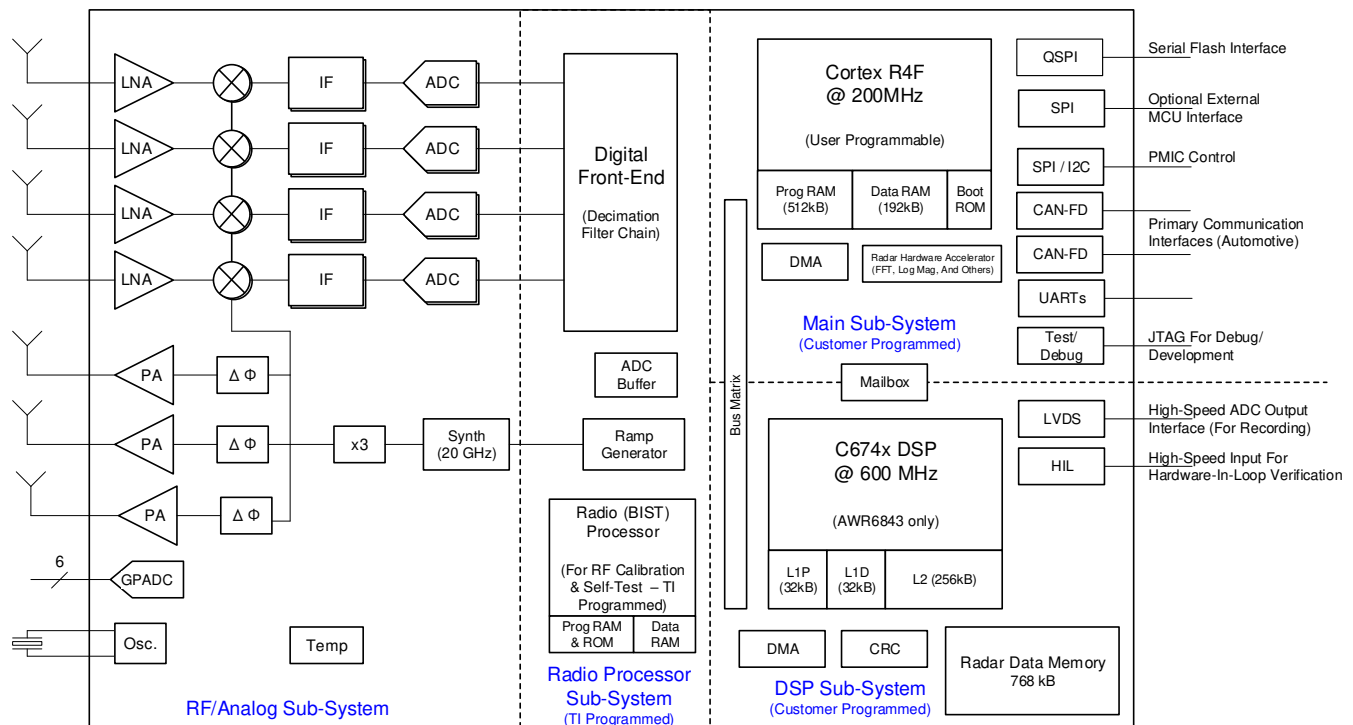 LNA
IF
ADC
LNA
IF
ADC
LNA
IF
ADC
LNA
IF
ADC
Digital
Front-End
(Decimation
Filter Chain)
PA
Δ Φ
PA
Δ Φ
PA
Δ Φ
x3
Synth
(20 GHz)
ADC
Buffer
Ramp
Generator
6
GPADC
Osc.
Temp
RF/Analog Sub-System
Radio (BIST)
Processor
(For RF Calibration
& Self-Test – TI
Programmed)
Prog RAM
& ROM
Data
RAM
Radio Processor
Sub-System
(TI Programmed)
Bus Matrix
Cortex R4F
@ 200MHz
(User Programmable)
Prog RAM
(512kB)
Data RAM
(192kB)
Boot
ROM
DMA
Radar Hardware Accelerator
(FFT, Log Mag, And Others)
Main Sub-System
(Customer Programmed)
Mailbox
C674x DSP
@ 600 MHz
(AWR6843 only)
L1P
(32kB)
L1D
(32kB)
L2 (256kB)
DMA
CRC
DSP Sub-System
(Customer Programmed)
Radar Data Memory
768 kB
QSPI
Serial Flash Interface
SPI
Optional External
MCU Interface
SPI / I2C
PMIC Control
CAN-FD
CAN-FD
Primary Communication
Interfaces (Automotive)
UARTs
Test/
Debug
JTAG For Debug/
Development
LVDS
High-Speed ADC Output
Interface (For Recording)
HIL
High-Speed Input For
Hardware-In-Loop Verification